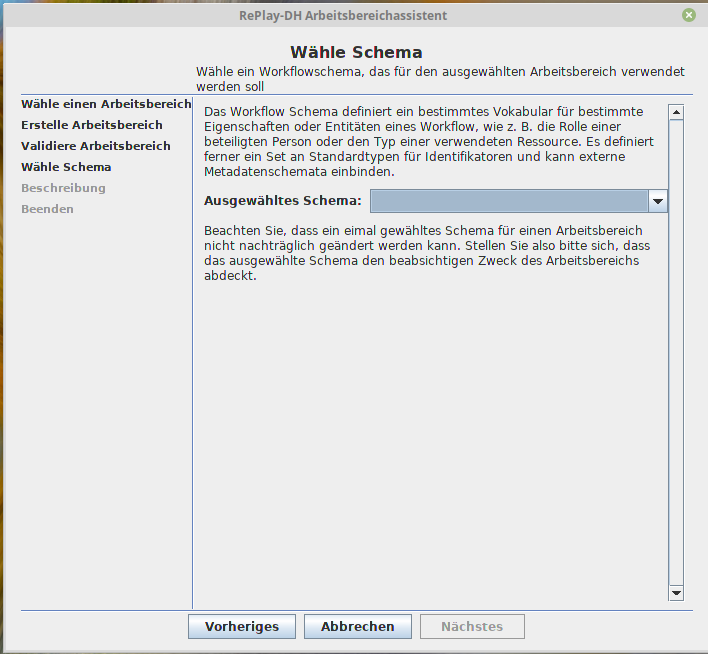 RePlay-DH Arbeitsbereichassistent
Wähle Schema
Wähle ein Workflowschema, das für den ausgewählten Arbeitsbereich verwendet
werden soll
Wähle einen Arbeitsbereich
Erstelle Arbeitsbereich
Validiere Arbeitsbereich
Wähle Schema
Beschreibung
Beenden
Das Workflow Schema definiert ein bestimmtes Vokabular für bestimmte
Eigenschaften oder Entitäten eines Workflow, wie z. B. die Rolle einer
beteiligten Person oder den Typ einer verwendeten Ressource. Es definiert
ferner ein Set an Standardtypen für Identifikatoren und kann externe
Metadatenschemata einbinden.
Ausgewähltes Schema:
Beachten Sie, dass ein eimal gewähltes Schema für einen Arbeitsbereich
nicht nachträglich geändert werden kann. Stellen Sie also bitte sich, dass
das ausgewählte Schema den beabsichtigen Zweck des Arbeitsbereichs
abdeckt.
Vorheriges
Abbrechen
Nächstes